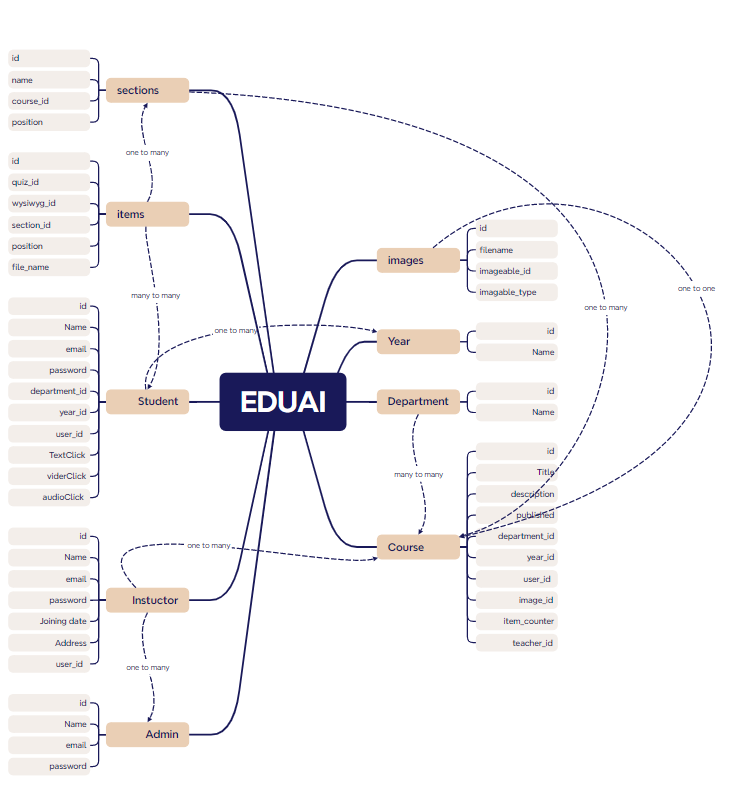 sections
id
name
course_id
position
one to many
items
id
quiz_id
wysiwyg_id
section_id
position
file_name
many to many
Student
id
Name
email
password
department_id
year_id
user_id
TextClick
viderClick
audioClick
one to many
EDUAI
Instuctor
id
Name
email
password
Joining date
Address
user_id
one to many
one to many
Admin
id
Name
email
password
images
id
filename
imageable_id
imagable_type
one to one
one to many
Year
id
Name
Department
id
Name
many to many
Course
id
Title
description
published
department_id
year_id
user_id
image_id
item_counter
teacher_id